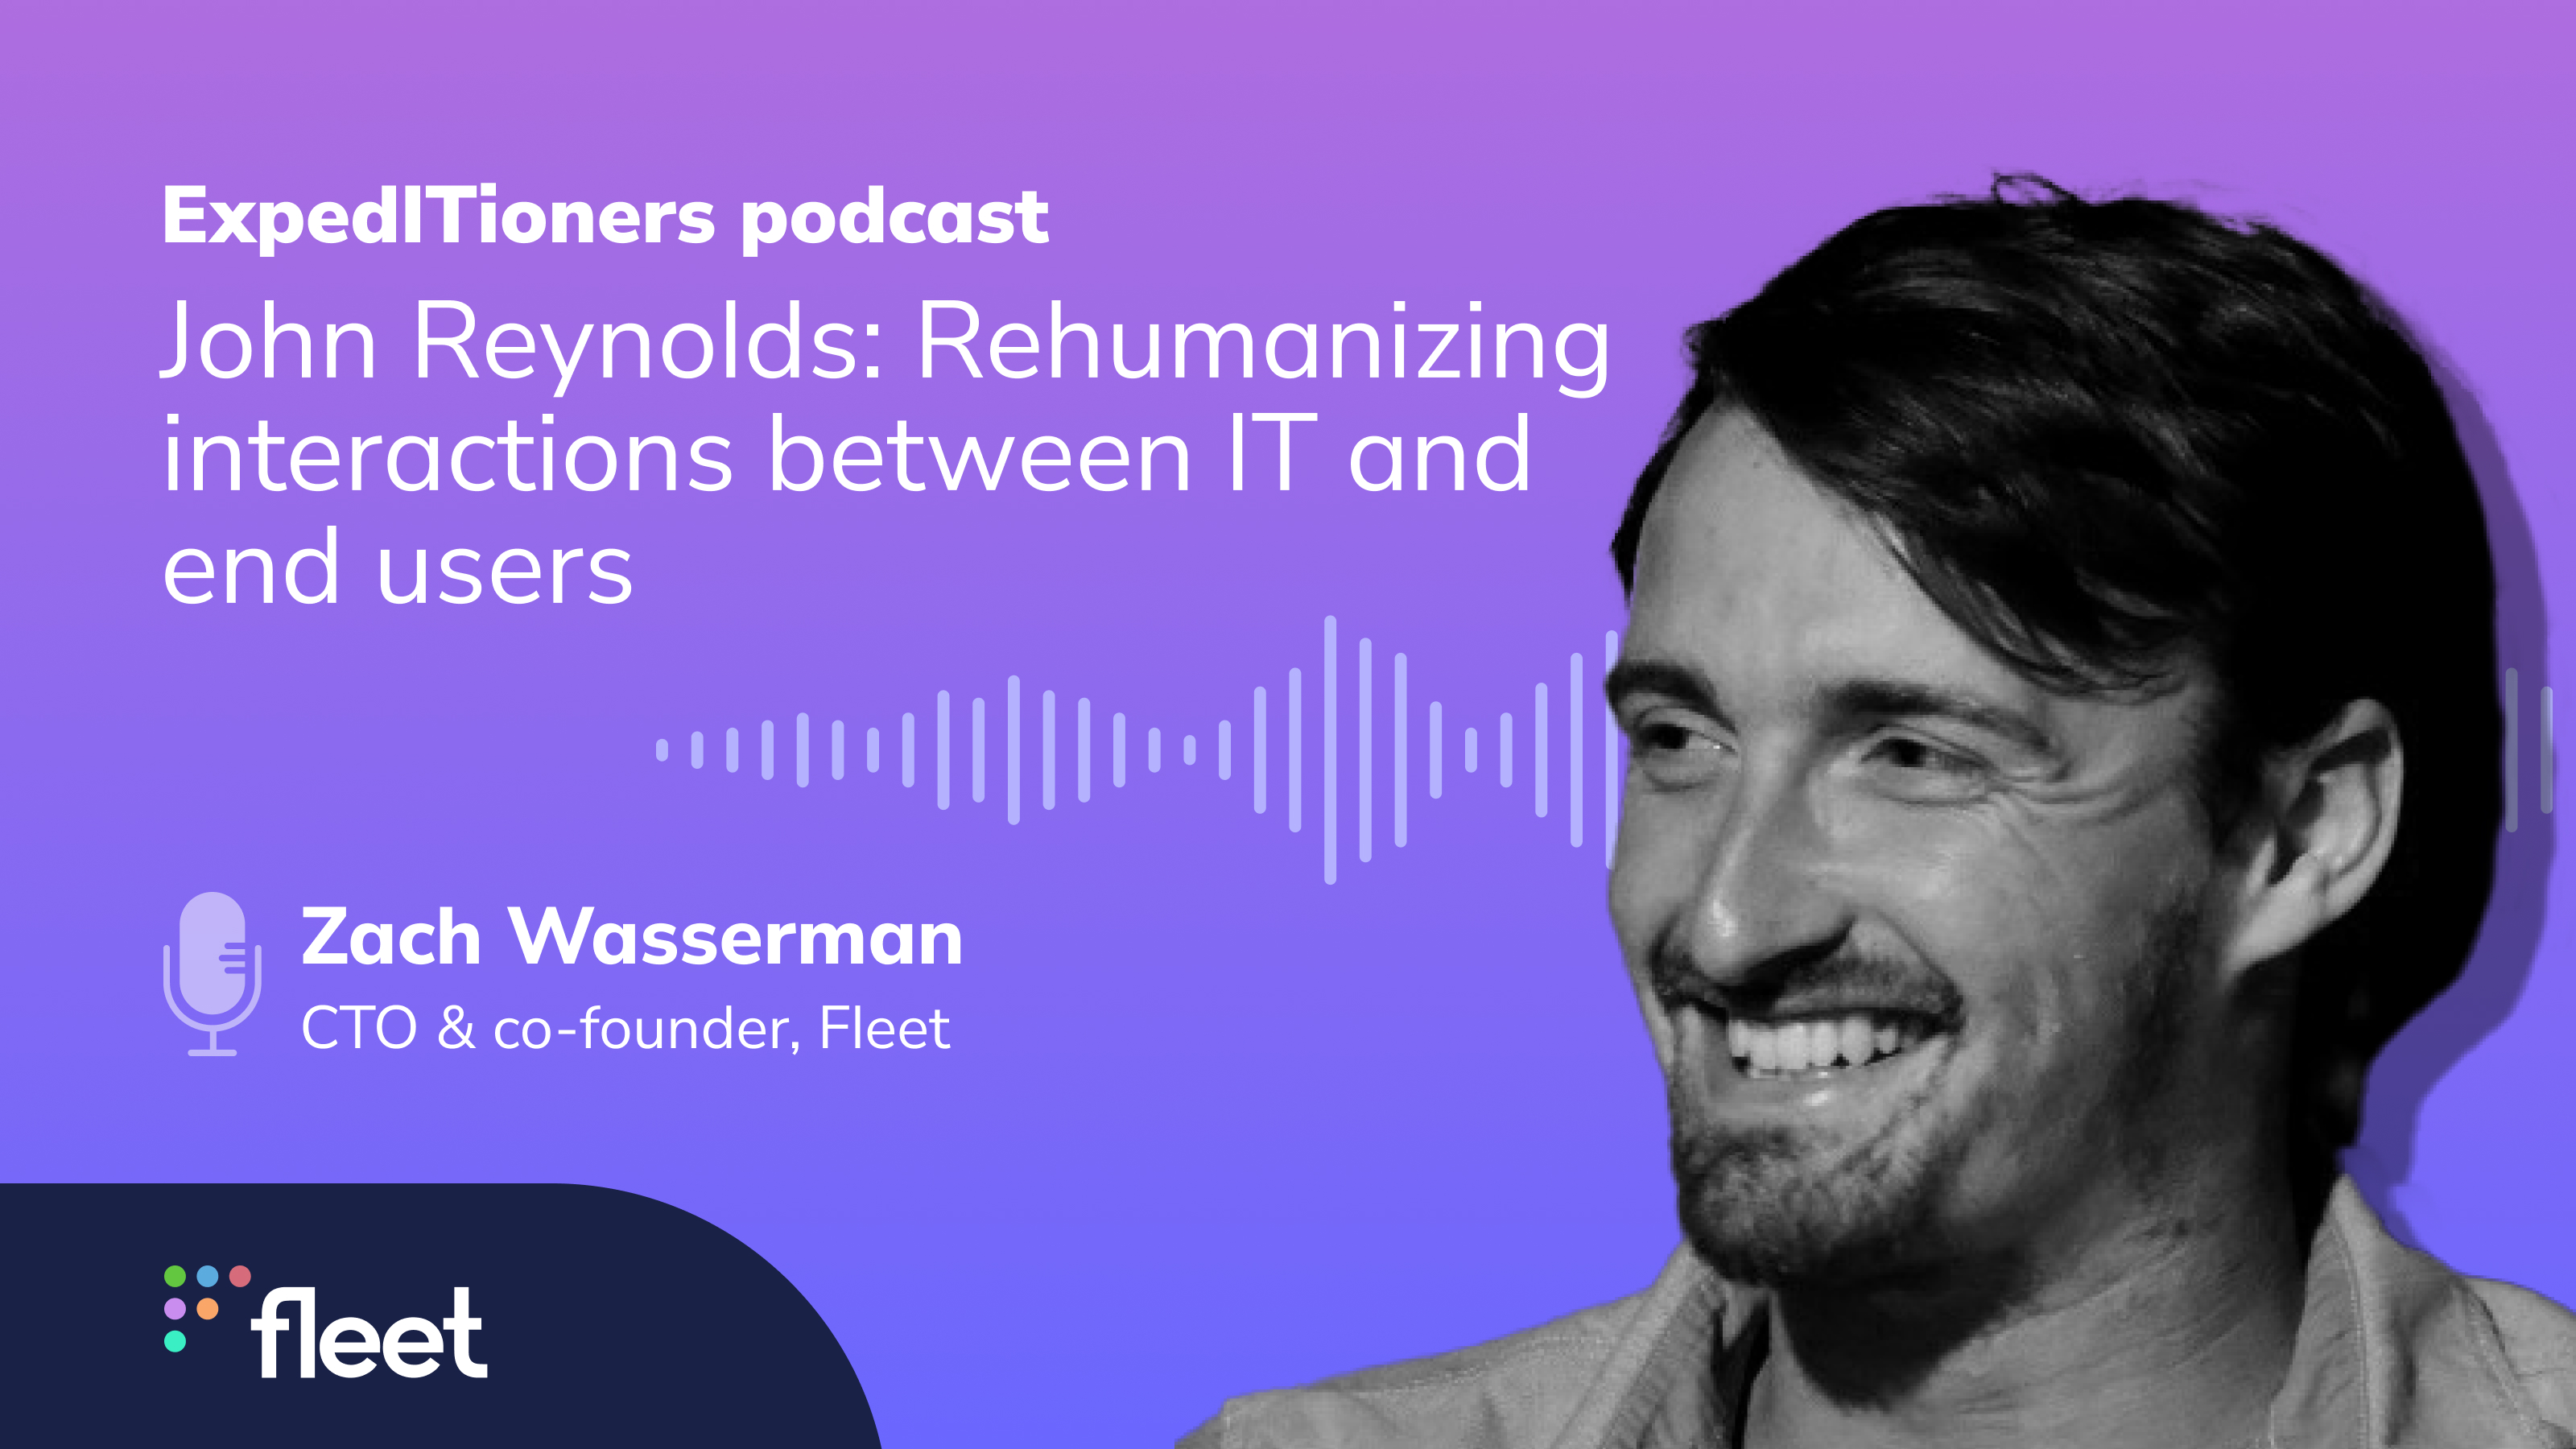 ExpedITioners podcast
John Reynolds: Rehumanizing
interactions between IT and
end users
Zach Wasserman
CTO & co-founder, Fleet
fleet